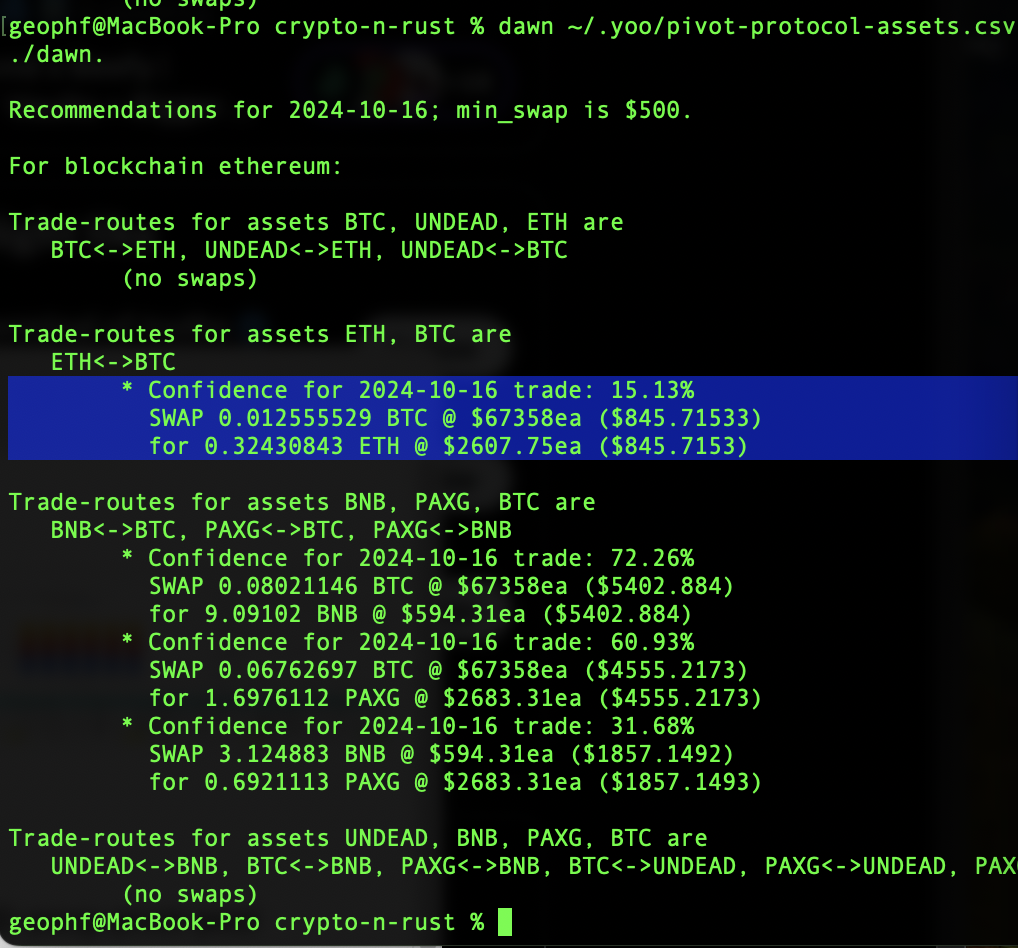 (no swaps)
[geophf@MacBook-Pro crypto-n-rust % dawn ~/.yoo/pivot-protocol-assets.csv
./dawn.
Recommendations for 2024-10-16; min_swap is $500.
For blockchain ethereum:
Trade-routes for assets BTC, UNDEAD, ETH are
BTC<->ETH, UNDEAD<->ETH, UNDEAD<->BTC
(no swaps)
Trade-routes for assets ETH, BTC are
ETH<->BTC
* Confidence for 2024-10-16 trade: 15.13%
SWAP 0.012555529 BTC @ $67358ea ($845.71533)
for 0.32430843 ETH @ $2607.75ea ($845.7153)
Trade-routes for assets BNB, PAXG, BTC are
BNB<->BTC, PAXG<->BTC, PAXG<->BNB
* Confidence for 2024-10-16 trade: 72.26%
SWAP 0.08021146 BTC @ $67358ea ($5402.884)
for 9.09102 BNB @ $594.31ea ($5402.884)
* Confidence for 2024-10-16 trade: 60.93%
SWAP 0.06762697 BTC @ $67358ea ($4555.2173)
for 1.6976112 PAXG @ $2683.31ea ($4555.2173)
* Confidence for 2024-10-16 trade: 31.68%
SWAP 3.124883 BNB @ $594.31ea ($1857.1492)
for 0.6921113 PAXG @ $2683.31ea ($1857.1493)
Trade-routes for assets UNDEAD, BNB, PAXG, BTC are
UNDEAD<->BNB, BTC<->BNB, PAXG<->BNB, BTC<->UNDEAD, PAXG<->UNDEAD, PAX
(no swaps)
geophf@MacBook-Pro crypto-n-rust %